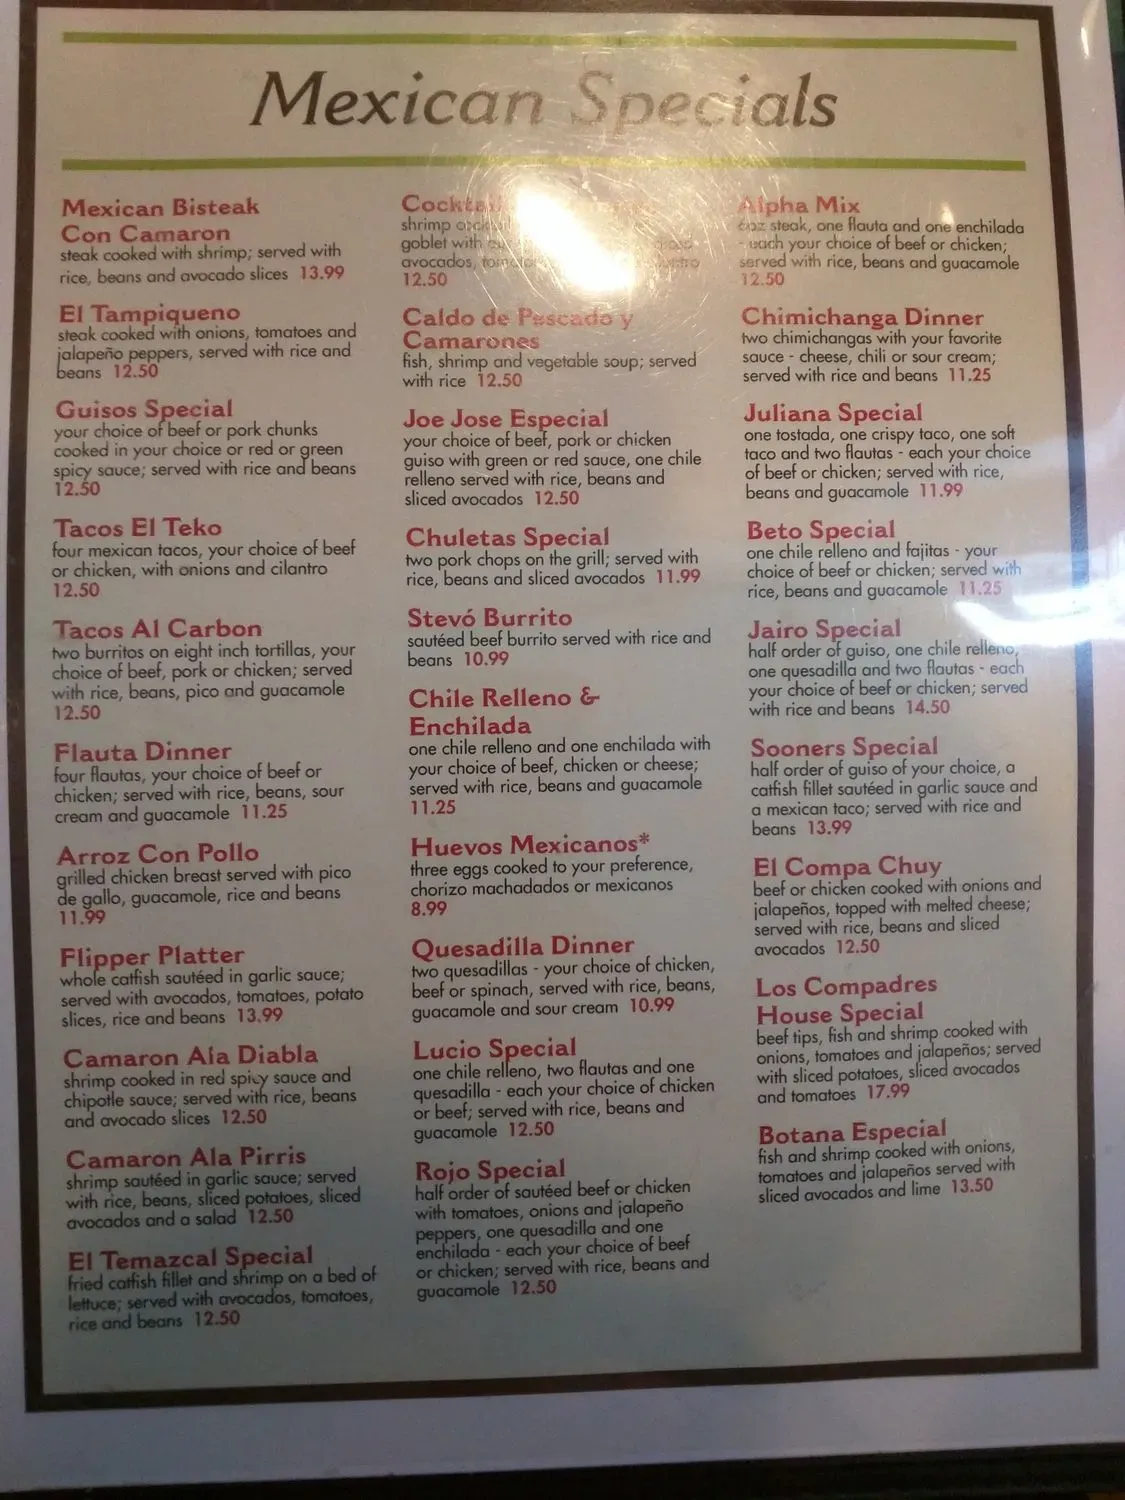 Mexican Specials
Mexican Bisteak
Con Camaron
steak cooked with shrimp; served with
rice, beans and avocado slices 13.99
El Tampiqueno
steak cooked with onions, tomatoes and
jalapeño peppers, served with rice and
beans 12.50
Guisos Special
your choice of beef or pork chunks
cooked in your choice or red or green
spicy sauce; served with rice and beans
12.50
Tacos El Teko
four mexican tacos, your choice of beef
or chicken, with onions and cilantro
12.50
Tacos Al Carbon
two burritos on eight inch tortillas, your
choice of beef, pork or chicken; served
with rice, beans, pico and guacamole
12.50
Flauta Dinner
four flautas, your choice of beef or
chicken; served with rice, beans, sour
cream and guacamole 11.25
Arroz Con Pollo
grilled chicken breast served with pico
de gallo, guacamole, rice and beans
11.99
Flipper Platter
whole catfish sautéed in garlic sauce;
served with avocados, tomatoes, potato
slices, rice and beans 13.99
Camaron Ala Diabla
shrimp cooked in red spicy sauce and
chipotle sauce; served with rice, beans
and avocado slices 12.50
Camaron Ala Pirris
shrimp sautéed in garlic sauce; served
with rice, beans, sliced potatoes, sliced
avocados and a salad 12.50
El Temazcal Special
fried catfish fillet and shrimp on a bed of
lettuce; served with avocados, tomatoes,
rice and beans 12.50
shrimp
goblet with
avocados,
12.50
Caldo de Pescado y
Camarones
fish, shrimp and vegetable soup; served
with rice 12.50
Joe Jose Especial
your choice of beef, pork or chicken
guiso with green or red sauce, one chile
relleno served with rice, beans and
sliced avocados 12.50
Chuletas Special
two pork chops on the grill; served with
rice, beans and sliced avocados 11.99
Stevó Burrito
sautéed beef burrito served with rice and
beans 10.99
Chile Relleno &
Enchilada
one chile relleno and one enchilada with
your choice of beef, chicken or cheese;
served with rice, beans and guacamole
11.25
Huevos Mexicanos*
three eggs cooked to your preference,
chorizo machadados or mexicanos
8.99
Quesadilla Dinner
two quesadillas - your choice of chicken,
beef or spinach, served with rice, beans,
guacamole and sour cream 10.99
Lucio Special
one chile relleno, two flautas and one
quesadilla - each your choice of chicken
or beef; served with rice, beans and
guacamole 12.50
Rojo Special
half order of sautéed beef or chicken
with tomatoes, onions and jalapeño
peppers, one quesadilla and one
enchilada - each your choice of beef
or chicken; served with rice, beans and
guacamole 12.50
Alpha Mix
6oz steak, one flauta and one enchilada
- each your choice of beef or chicken;
served with rice, beans and guacamole
12.50
Chimichanga Dinner
two chimichangas with your favorite
sauce - cheese, chili or sour cream;
served with rice and beans 11.25
Juliana Special
one tostada, one crispy taco, one soft
taco and two flautas - each your choice
of beef or chicken; served with rice,
beans and guacamole 11.99
Beto Special
one chile relleno and fajitas - your
choice of beef or chicken; served with
rice, beans and guacamole 11.25
Jairo Special
half order of guiso, one chile relleno,
one quesadilla and two flautas - each
your choice of beef or chicken; served
with rice and beans 14.50
Sooners Special
half order of guiso of your choice, a
catfish fillet sautéed in garlic sauce and
a mexican taco; served with rice and
beans 13.99
El Compa Chuy
beef or chicken cooked with onions and
jalapeños, topped with melted cheese;
served with rice, beans and sliced
avocados 12.50
Los Compadres
House Special
beef tips, fish and shrimp cooked with
onions, tomatoes and jalapeños; served
with sliced potatoes, sliced avocados
and tomatoes 17.99
Botana Especial
fish and shrimp cooked with onions,
tomatoes and jalapeños served with
sliced avocados and lime 13.50